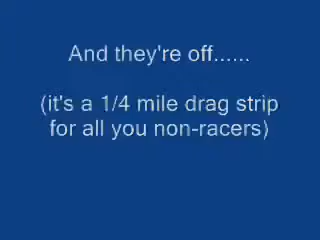 And they're off......
(it's a 1/4 mile drag strip
for all you non-racers)